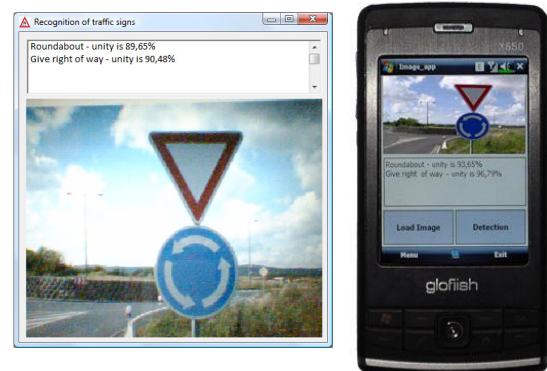 Recognition of traffic signs
Roundabout - unity is 89,65%
Give right of way - unity is 90,48%
X650
Image_app
Roundabout - unity is 93,65%
Give right of way - unity is 96,79%
Load Image
Detection
Menu
Exit
glofiish